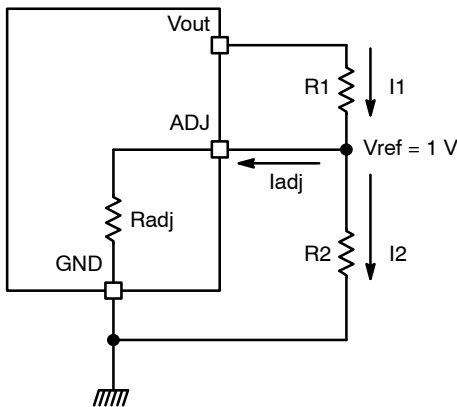 Vout
R1
I1
ADJ
Vref = 1 V
Iadj
Radj
GND
R2
I2